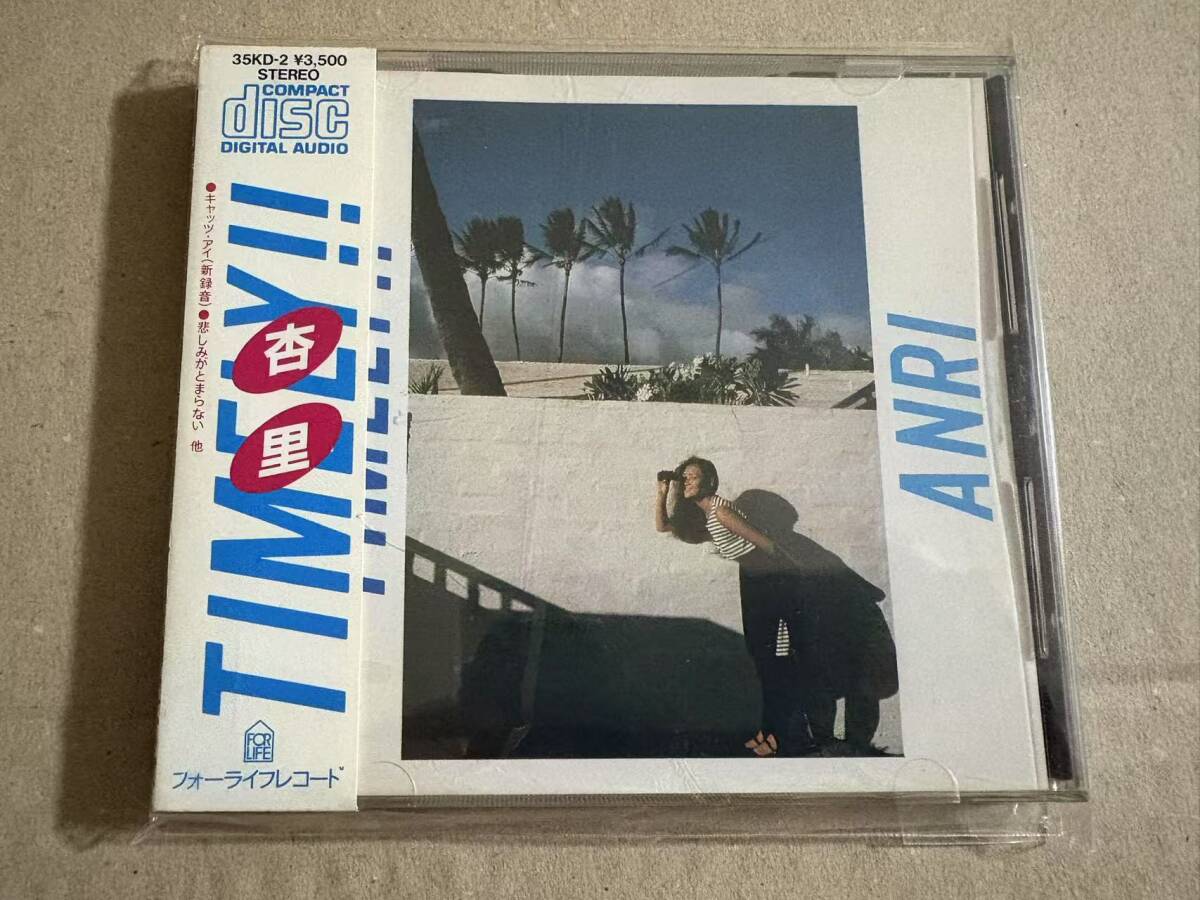 35KD-2 ¥3,500
STEREO
COMPACT
disc
DIGITAL AUDIO
TIMELY!!
杏里
●キャッツ・アイ(新録音)●悲しみがとまらない 他
FOR
LIFE
フォーライフレコード
ANRI